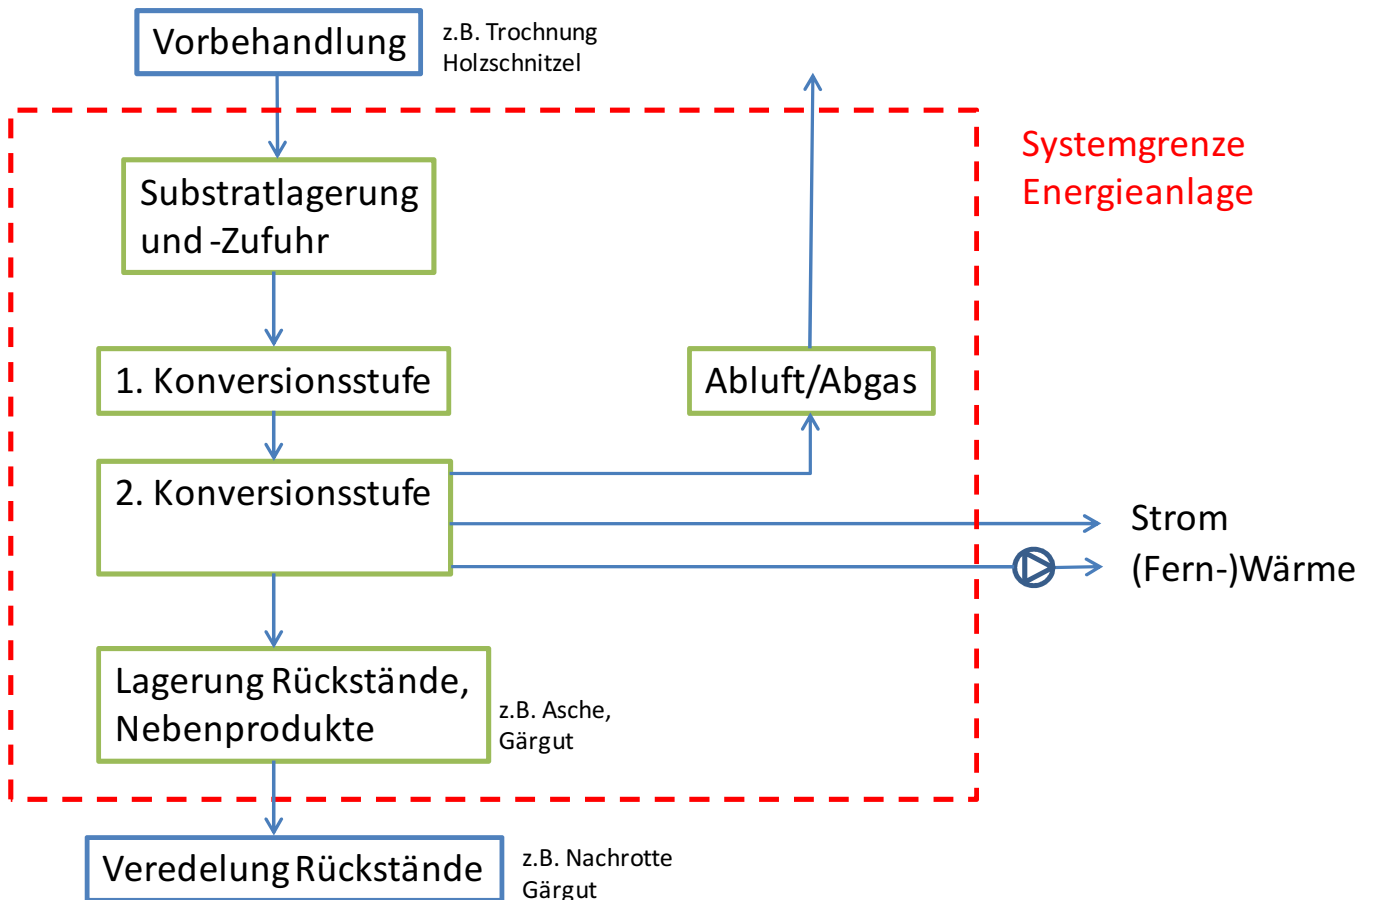 Vorbehandlung
z.B. Trochnung
Holzschnitzel
Systemgrenze
Energieanlage
Substratlagerung
und -Zufuhr
1. Konversionsstufe
Abluft/Abgas
2. Konversionsstufe
Strom
(Fern-)Wärme
Lagerung Rückstände,
Nebenprodukte
z.B. Asche,
Gärgut
Veredelung Rückstände
z.B. Nachrotte
Gärgut